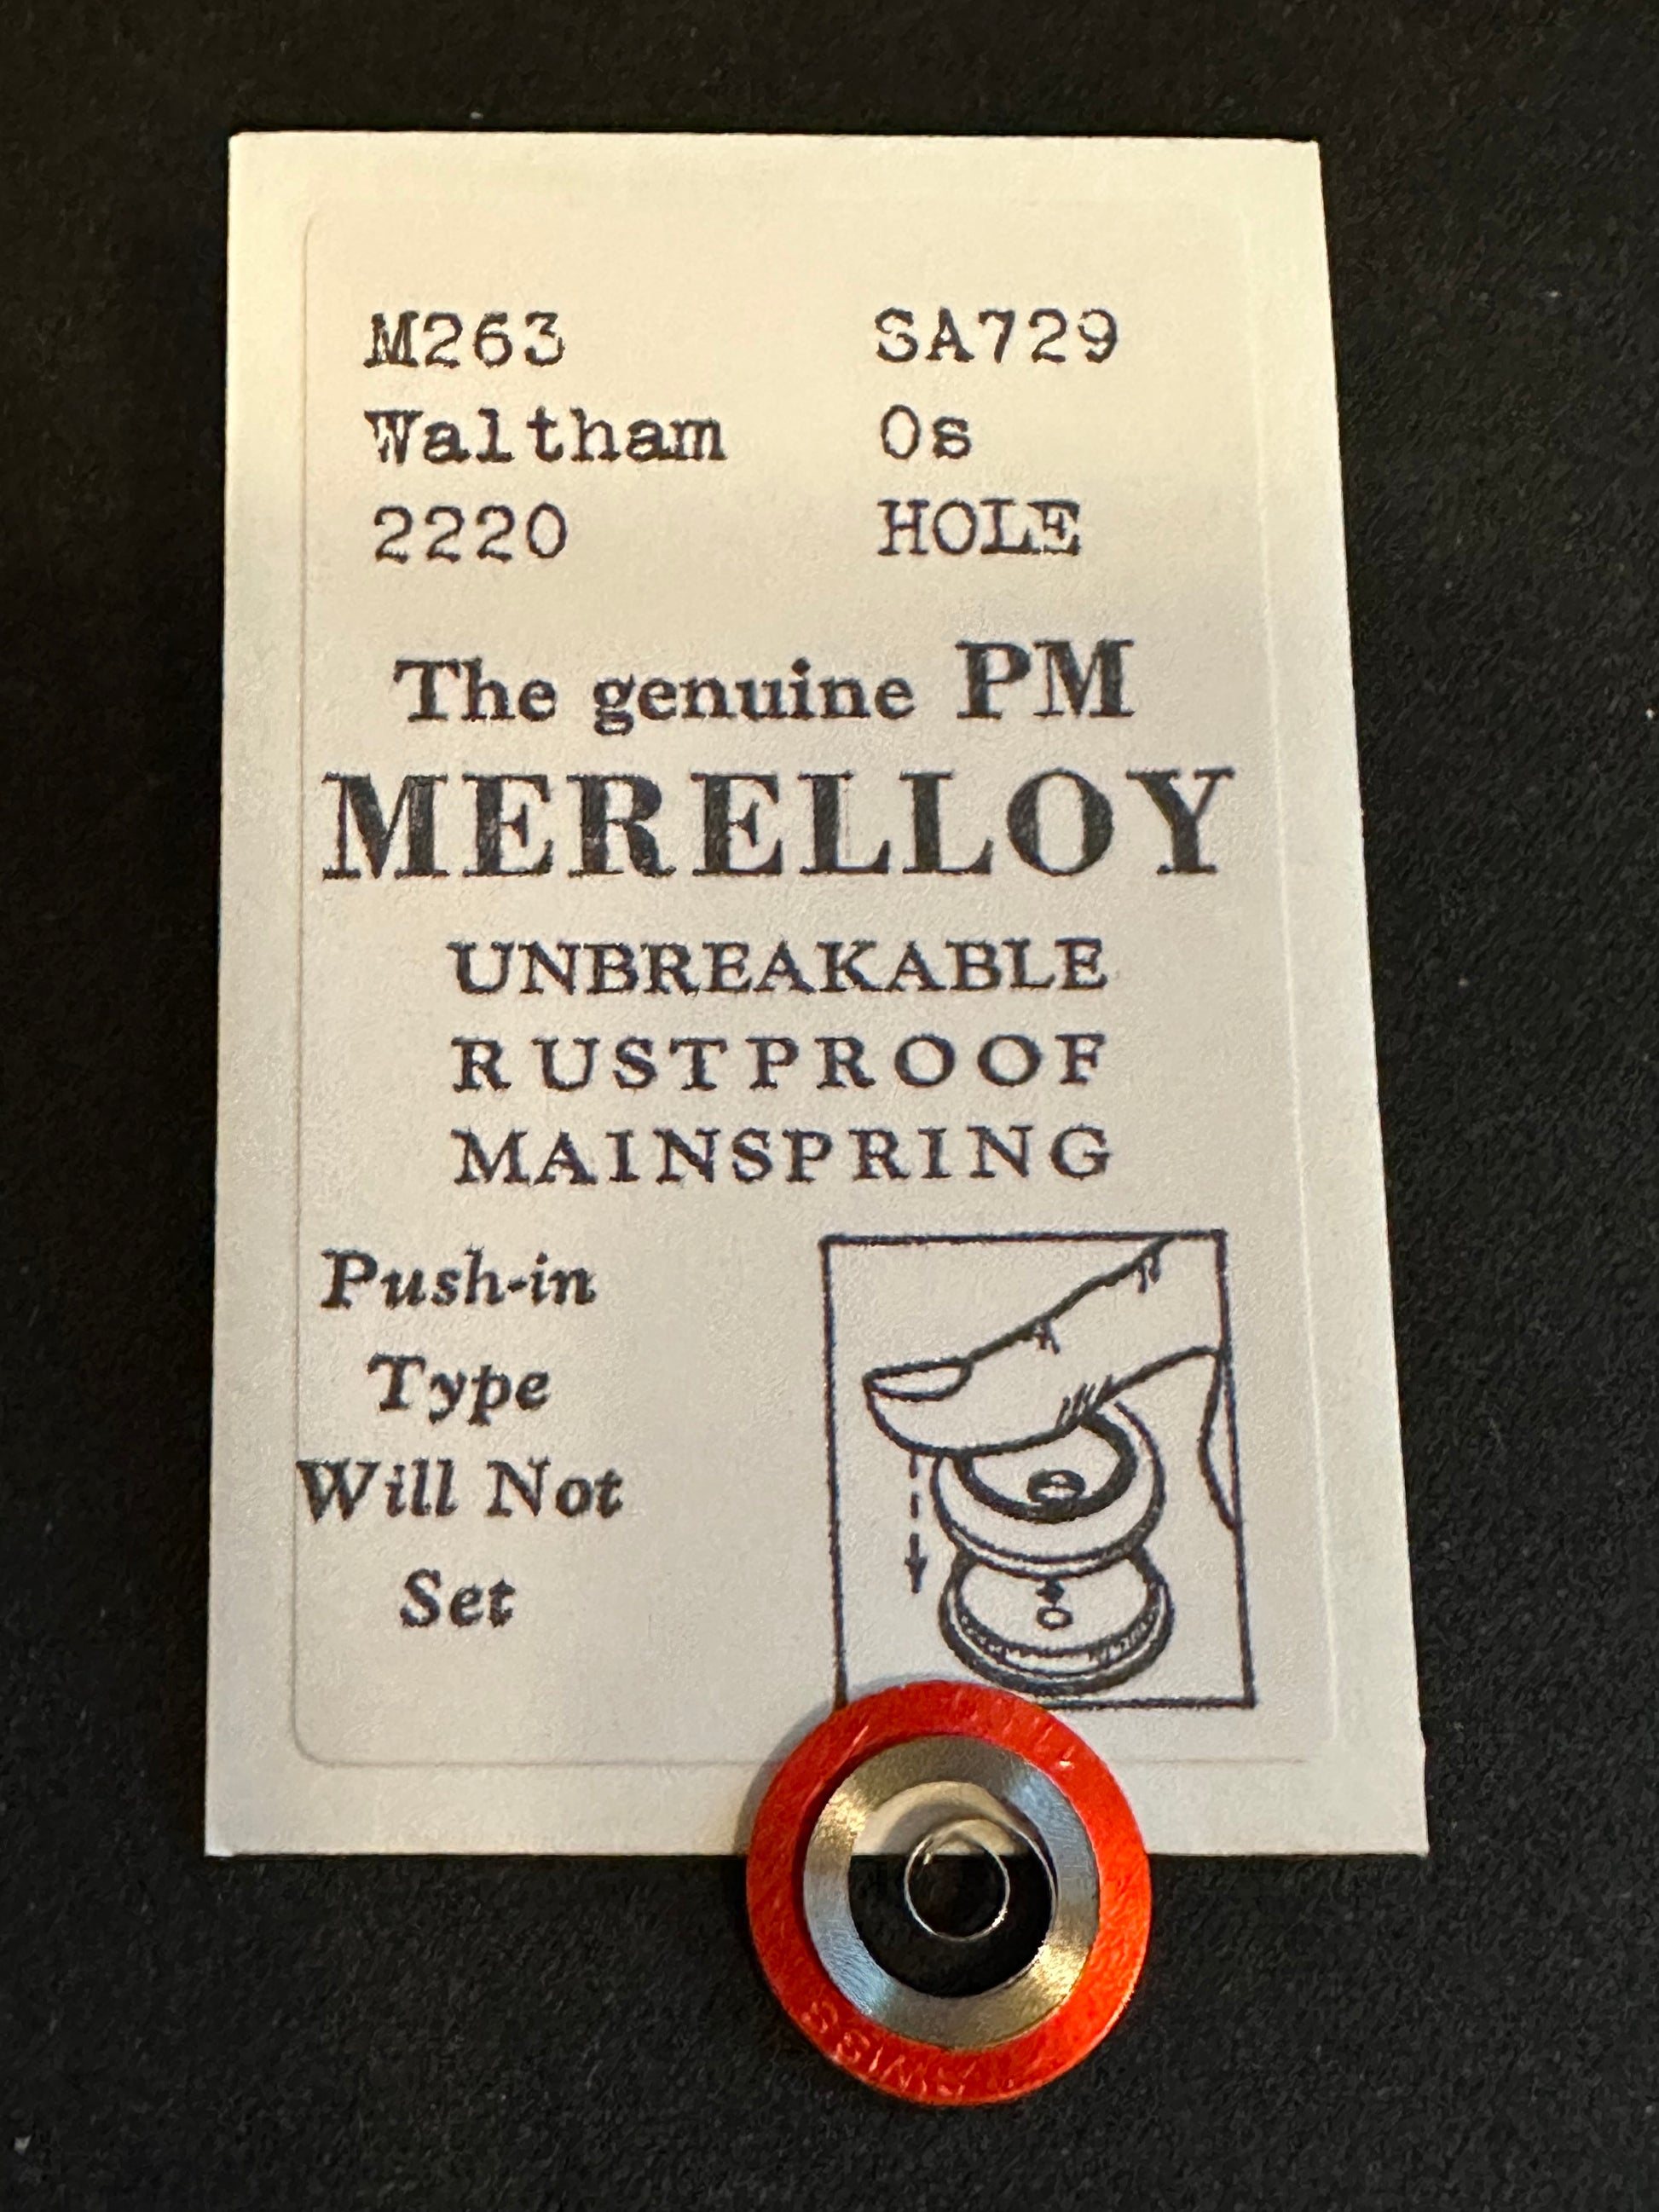 M263 SA729
Waltham 0s
2220 HOLE
The genuine PM
MERELLOY
UNBREAKABLE
RUSTPROOF
MAINSPRING
Push-in
Type
Will Not
Set
SWISS